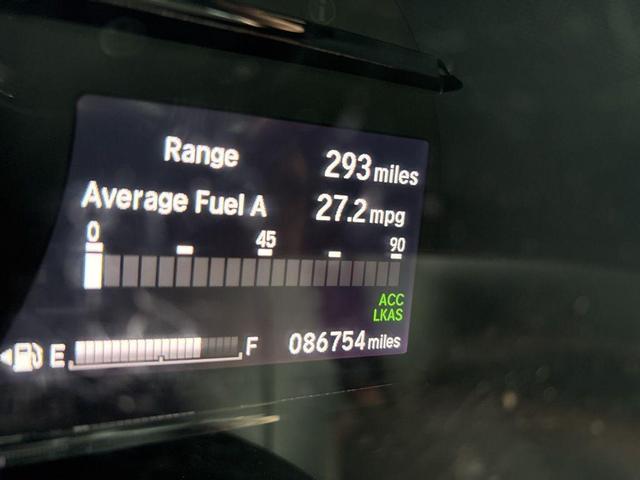 Range 293 miles
Average Fuel A 27.2 mpg
0 45 90
ACC
LKAS
E F 086754 miles